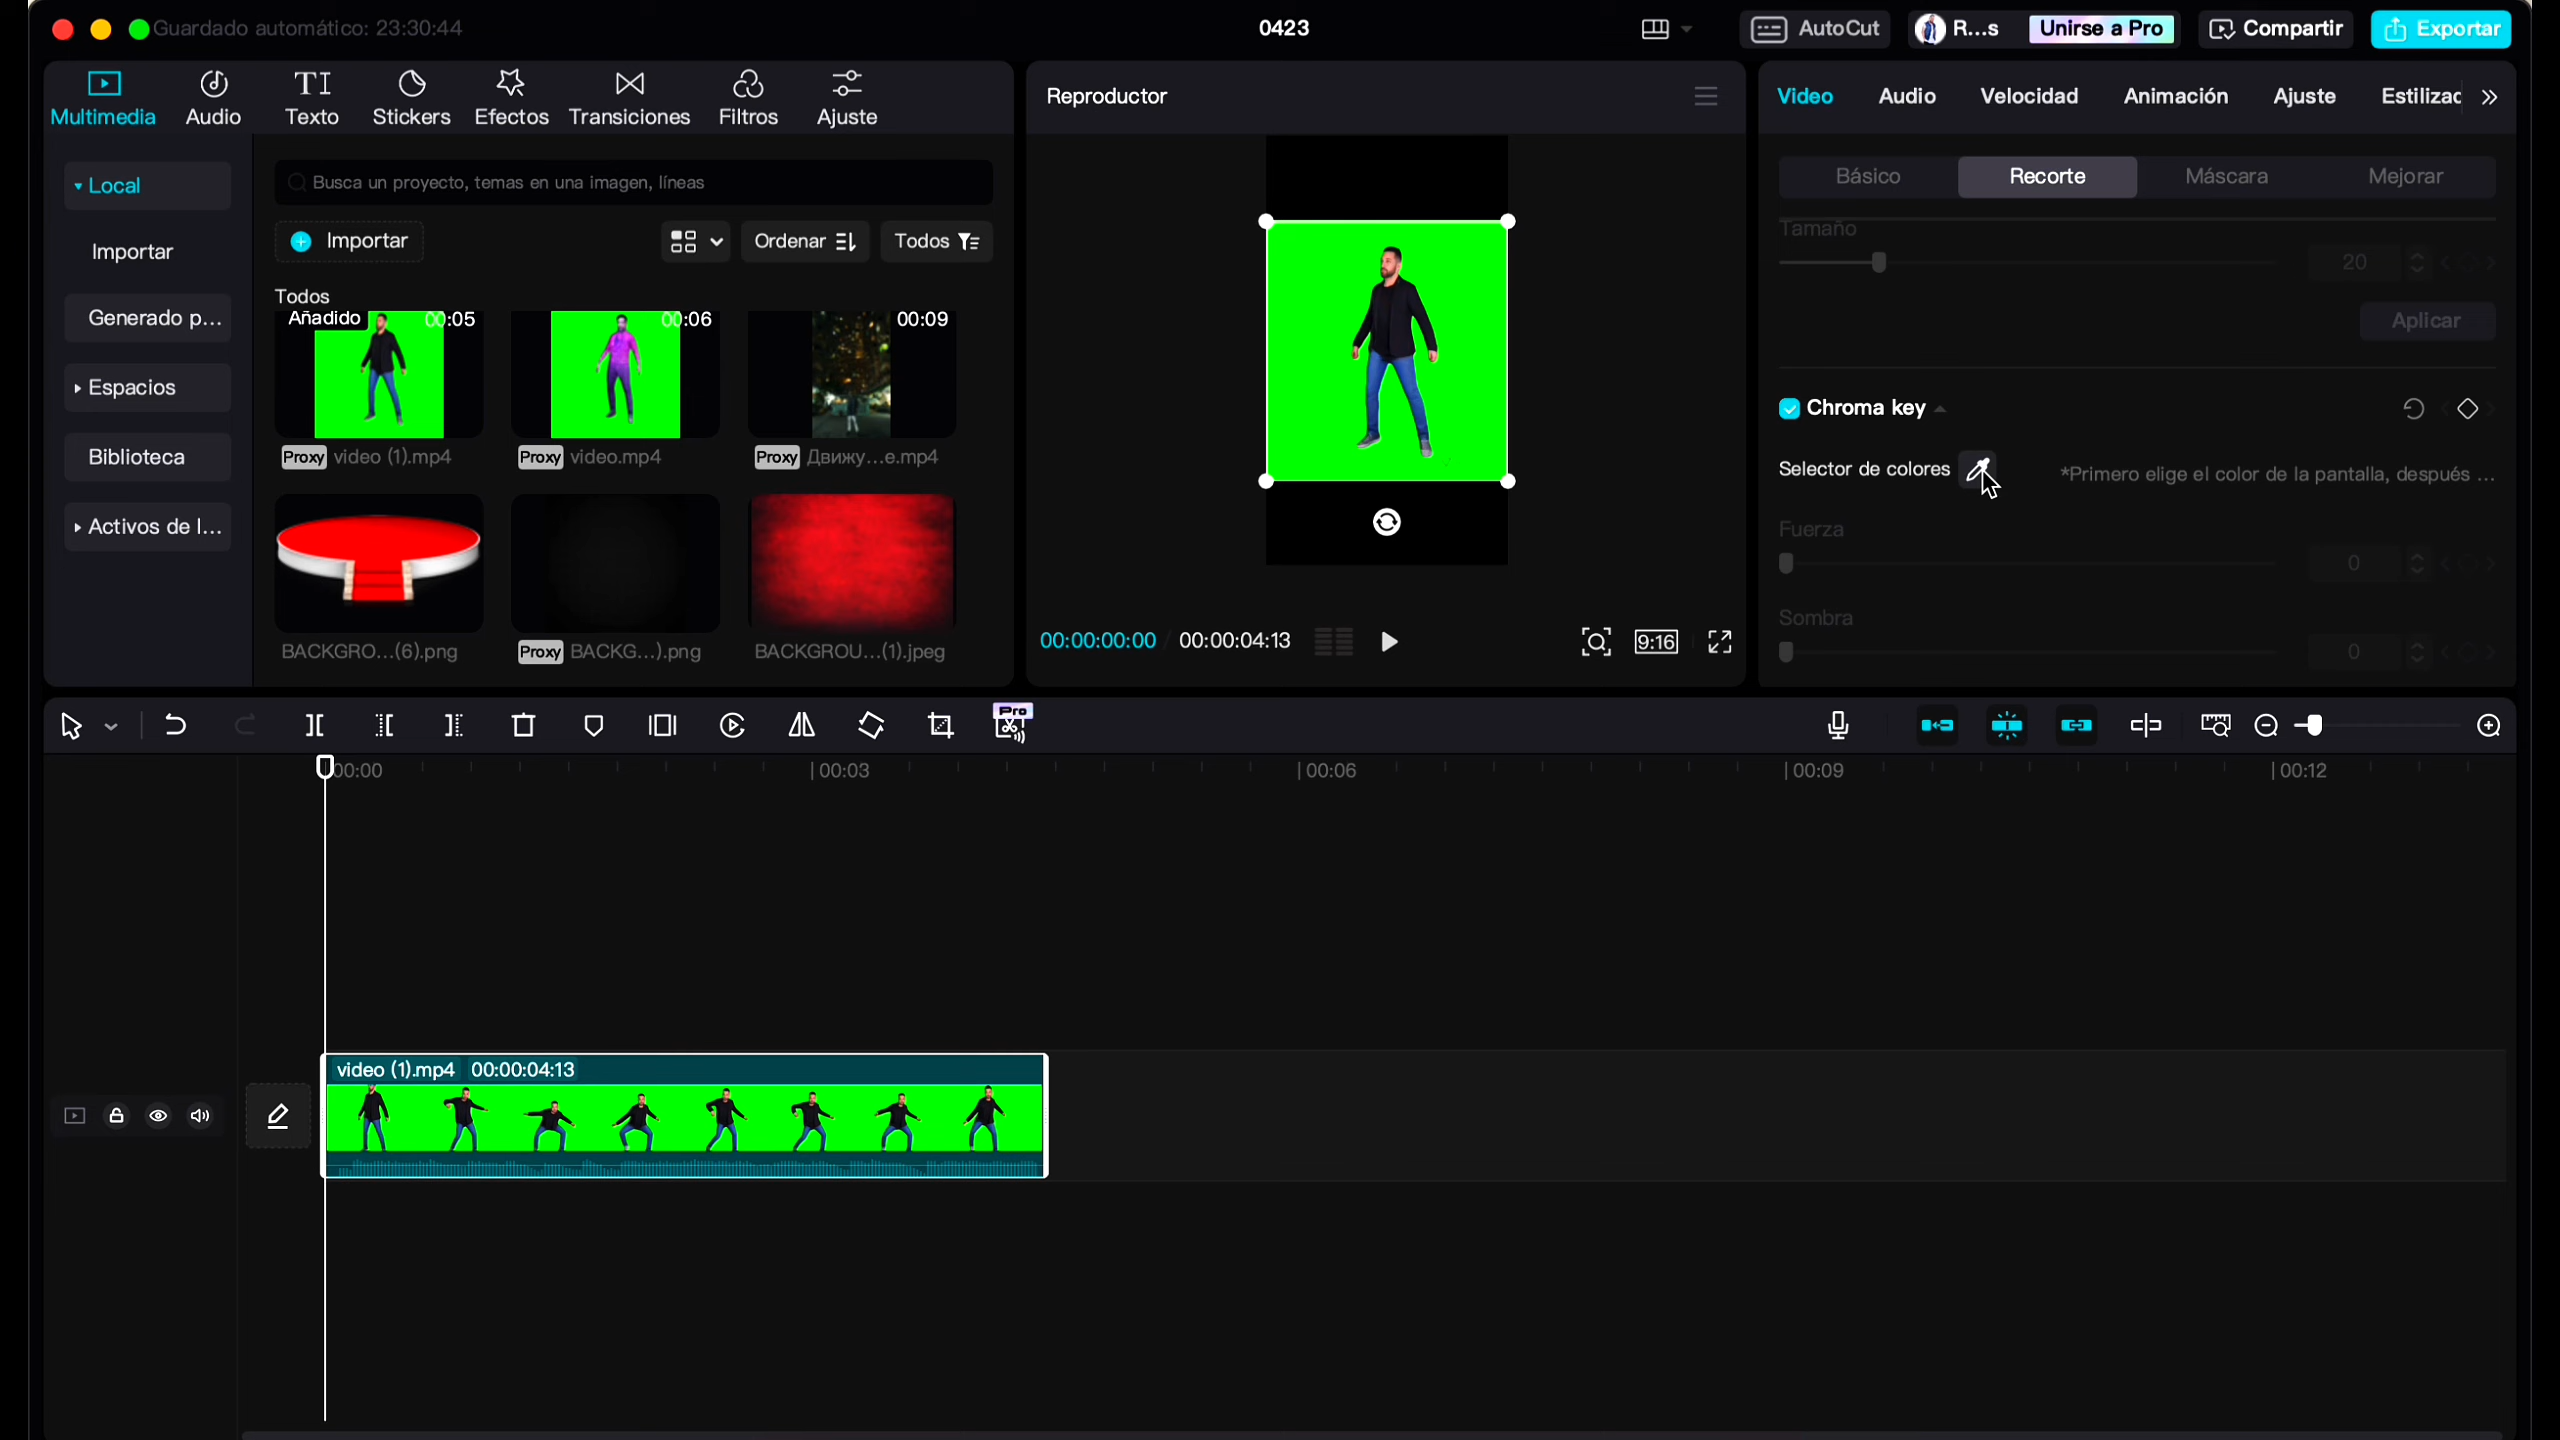 Guardado automático: 23:30:44
0423
AutoCut
R...s
Unirse a Pro
Compartir
Exportar
Multimedia
Audio
TI
Texto
Stickers
Efectos
Transiciones
Filtros
Ajuste
Local
Importar
Generado p...
Espacios
Biblioteca
Activos de l...
Busca un proyecto, temas en una imagen, líneas
Importar
Ordenar
Todos
Todos
Añadido
00:05
00:06
00:09
Proxy video (1).mp4
Proxy video.mp4
Proxy Движу...е.mp4
BACKGRO...(6).png
Proxy BACKG...).png
BACKGROU...(1).jpeg
Reproductor
00:00:00:00 / 00:00:04:13
9:16
Video
Audio
Velocidad
Animación
Ajuste
Estilizac
Básico
Recorte
Máscara
Mejorar
Tamaño
20
Aplicar
Chroma key
Selector de colores
*Primero elige el color de la pantalla, después ...
Fuerza
0
Sombra
0
Pro
00:00
00:03
00:06
00:09
00:12
video (1).mp4 00:00:04:13